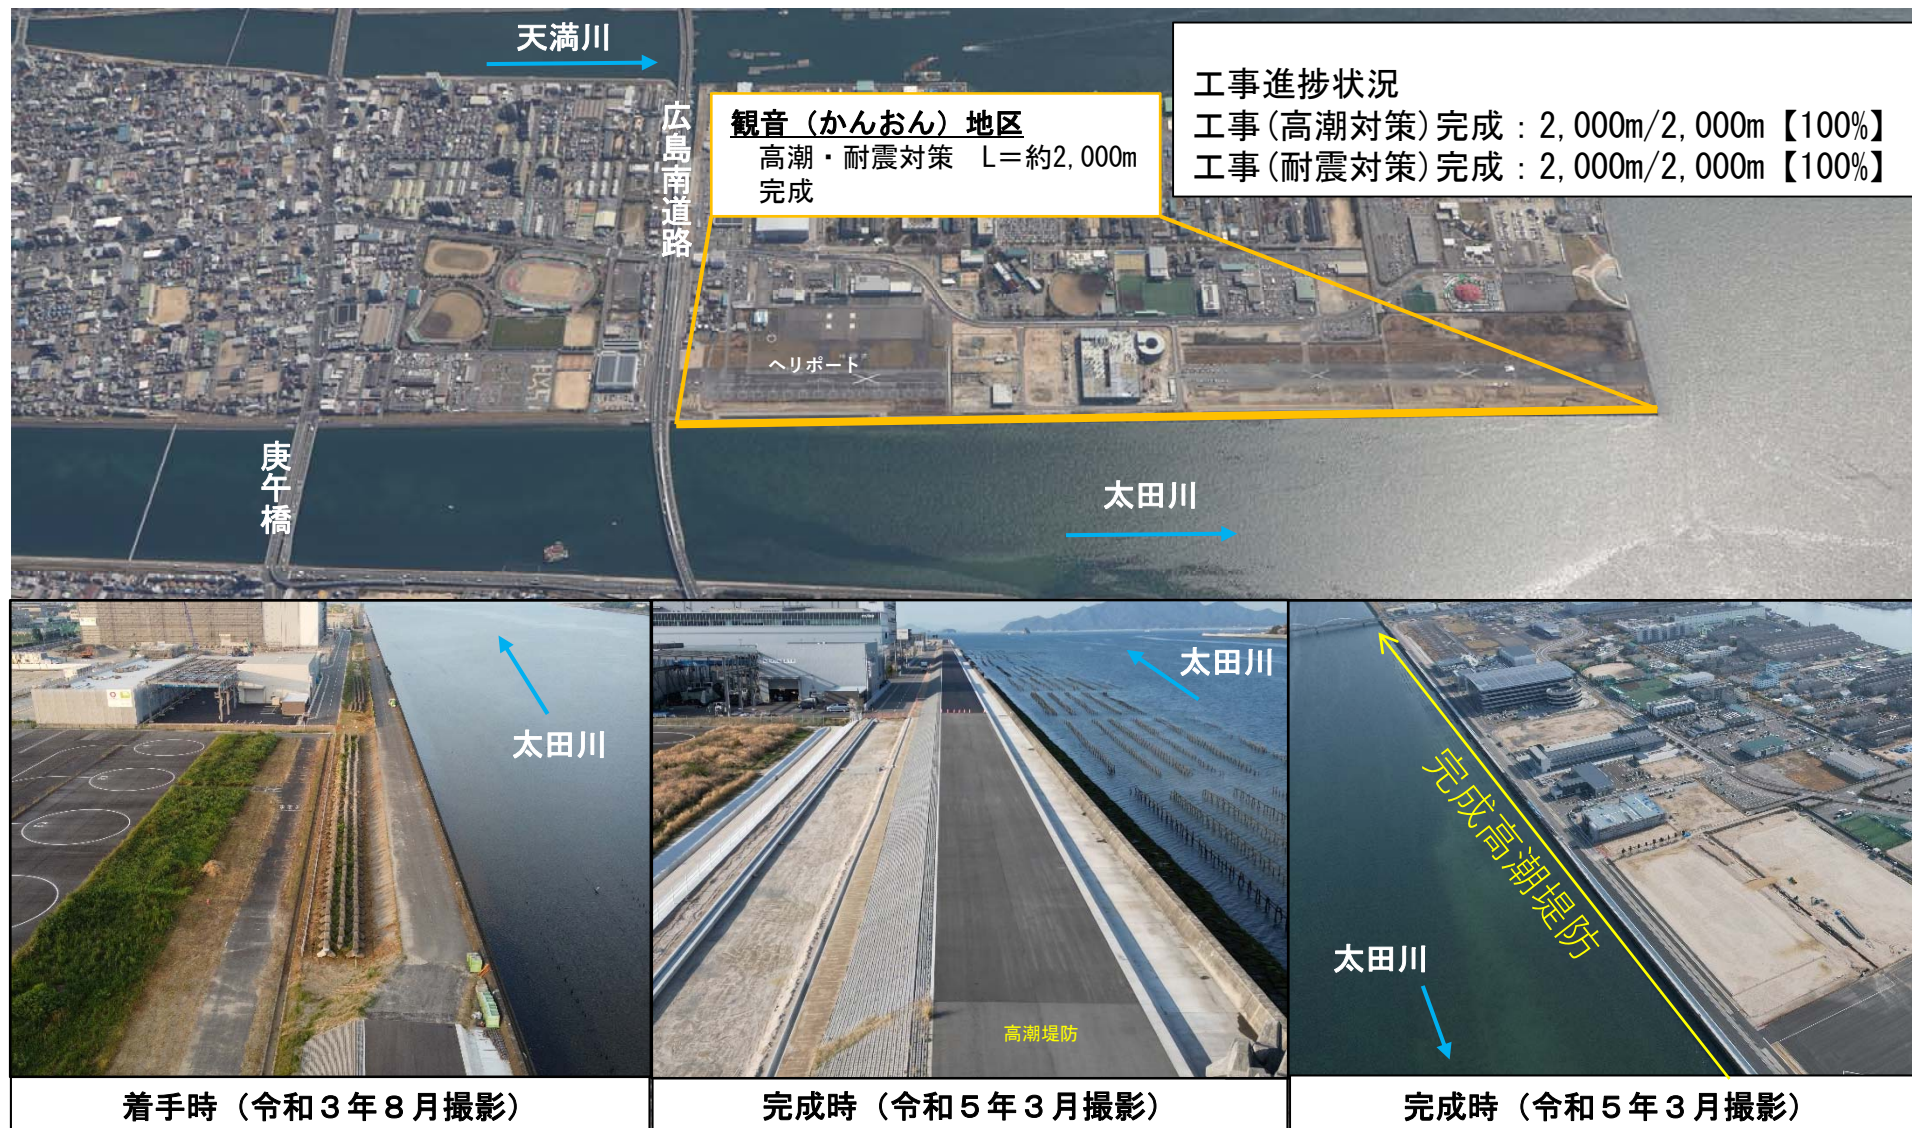 天満川
広島南道路
観音（かんおん）地区
高潮・耐震対策　L＝約2,000m
完成
工事進捗状況
工事(高潮対策)完成：2,000m/2,000m【100%】
工事(耐震対策)完成：2,000m/2,000m【100%】
ヘリポート
庚午橋
太田川
太田川
太田川
高潮堤防
完成高潮堤防
太田川
着手時（令和３年８月撮影）
完成時（令和５年３月撮影）
完成時（令和５年３月撮影）